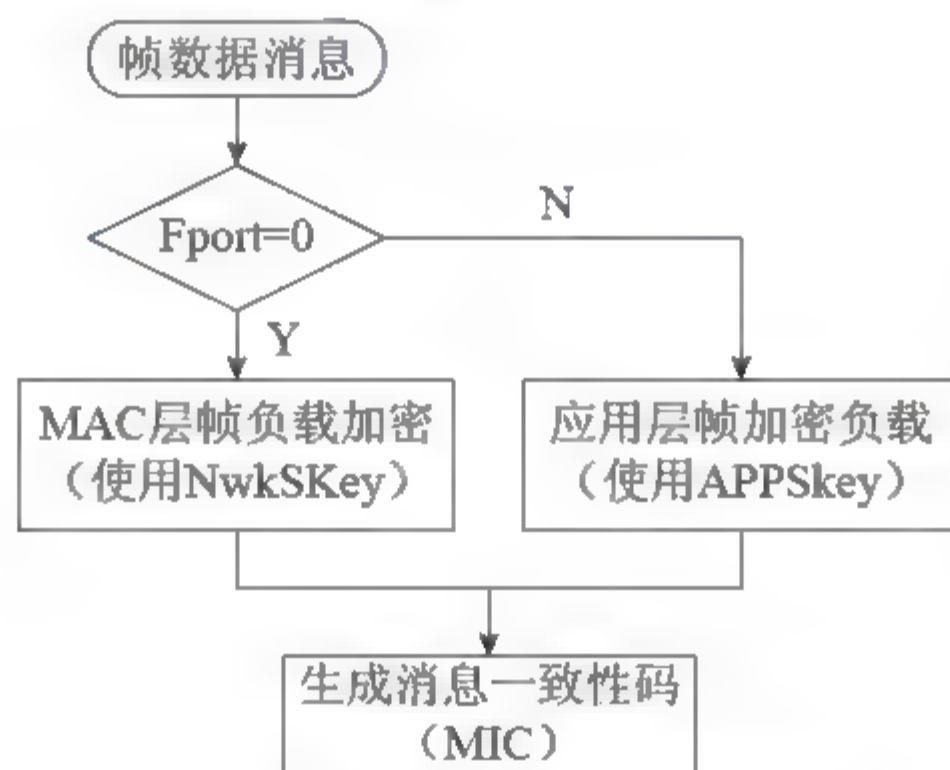 帧数据消息
Fport=0
N
Y
MAC层帧负载加密
（使用NwkSKey）
应用层帧加密负载
（使用APPSkey）
生成消息一致性码
（MIC）